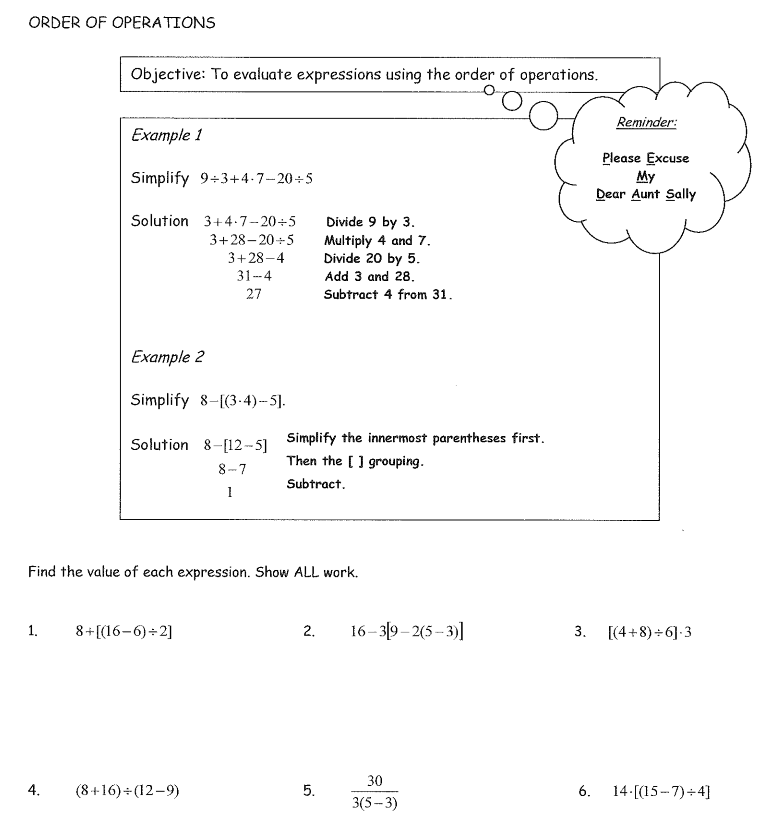 ORDER OF OPERATIONS
Objective: To evaluate expressions using the order of operations.
Reminder:
Please Excuse
My
Dear Aunt Sally
Example 1
Simplify 9÷3+4·7−20÷5
Solution 3+4·7−20÷5 Divide 9 by 3.
3+28−20÷5 Multiply 4 and 7.
3+28−4 Divide 20 by 5.
31−4 Add 3 and 28.
27 Subtract 4 from 31.
Example 2
Simplify 8−[(3·4)−5].
Solution 8−[12−5] Simplify the innermost parentheses first.
8−7 Then the [ ] grouping.
1 Subtract.
Find the value of each expression. Show ALL work.
1. 8+[(16−6)÷2] 2. 16−3[9−2(5−3)] 3. [(4+8)÷6]·3
4. (8+16)÷(12−9) 5. 30 6. 14·[(15−7)÷4]
3(5−3)